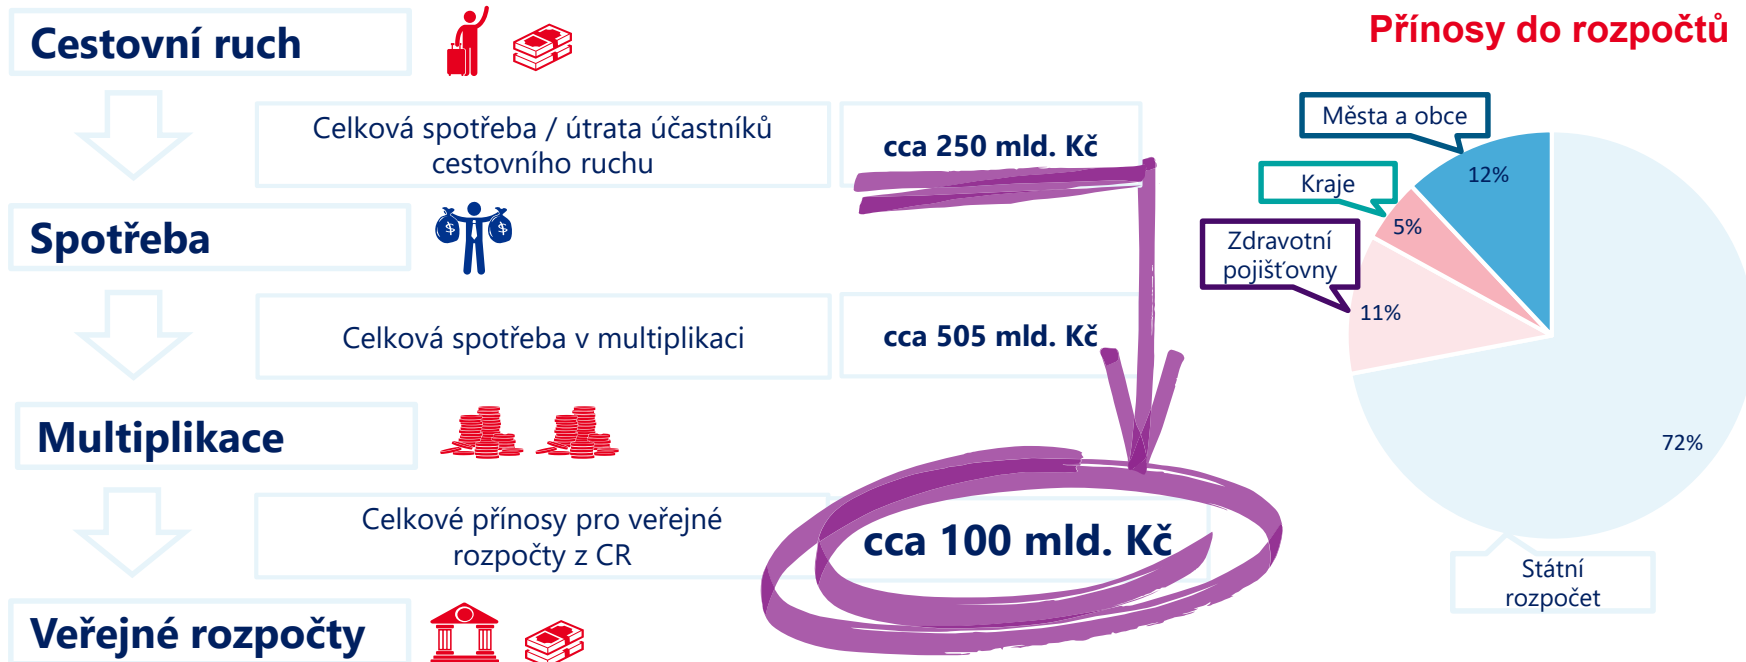 Cestovní ruch
Celková spotřeba / útrata účastníků
cestovního ruchu
cca 250 mld. Kč
Spotřeba
Celková spotřeba v multiplikaci
cca 505 mld. Kč
Multiplikace
Celkové přínosy pro veřejné
rozpočty z CR
cca 100 mld. Kč
Veřejné rozpočty
Přínosy do rozpočtů
Města a obce
12%
Kraje
5%
Zdravotní
pojišťovny
11%
72%
Státní
rozpočet